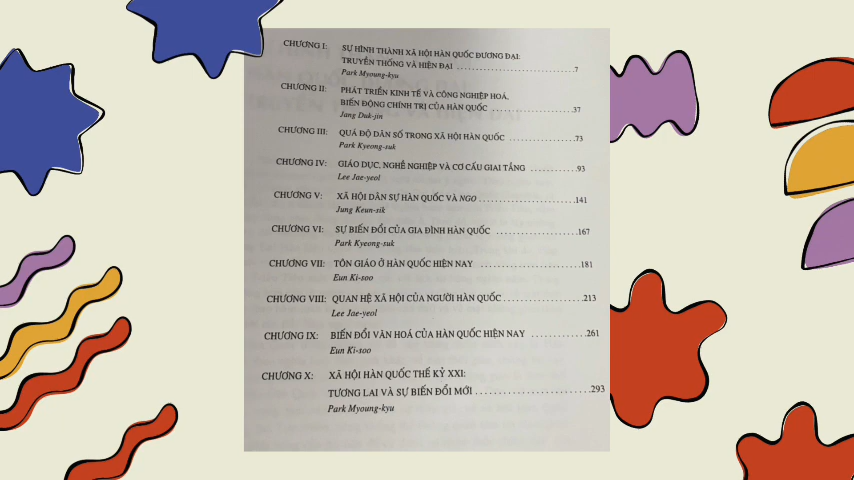 CHƯƠNG I: SỰ HÌNH THÀNH XÃ HỘI HÀN QUỐC ĐƯƠNG ĐẠI:
TRUYỀN THỐNG VÀ HIỆN ĐẠI ........................7
Park Myoung-kyu
CHƯƠNG II: PHÁT TRIỂN KINH TẾ VÀ CÔNG NGHIỆP HOÁ,
BIẾN ĐỘNG CHÍNH TRỊ CỦA HÀN QUỐC .................37
Jang Duk-jin
CHƯƠNG III: QUÁ ĐỘ DÂN SỐ TRONG XÃ HỘI HÀN QUỐC .............73
Park Kyeong-suk
CHƯƠNG IV: GIÁO DỤC, NGHỀ NGHIỆP VÀ CƠ CẤU GIAI TẦNG .........93
Lee Jae-yeol
CHƯƠNG V: XÃ HỘI DÂN SỰ HÀN QUỐC VÀ NGO ...................141
Jung Keun-sik
CHƯƠNG VI: SỰ BIẾN ĐỔI CỦA GIA ĐÌNH HÀN QUỐC ................167
Park Kyeong-suk
CHƯƠNG VII: TÔN GIÁO Ở HÀN QUỐC HIỆN NAY ...................181
Eun Ki-soo
CHƯƠNG VIII: QUAN HỆ XÃ HỘI CỦA NGƯỜI HÀN QUỐC ...............213
Lee Jae-yeol
CHƯƠNG IX: BIẾN ĐỔI VĂN HOÁ CỦA HÀN QUỐC HIỆN NAY ..........261
Eun Ki-soo
CHƯƠNG X: XÃ HỘI HÀN QUỐC THẾ KỶ XXI:
TƯƠNG LAI VÀ SỰ BIẾN ĐỔI MỚI .....................293
Park Myoung-kyu